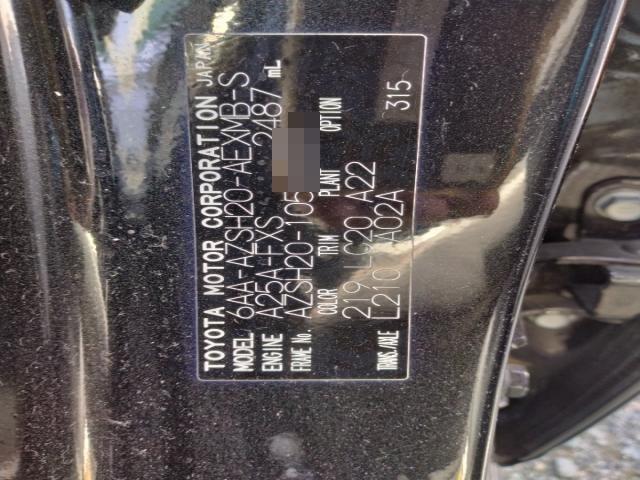 TOYOTA MOTOR CORPORATION JAPAN
MODEL 6AA-AZSH20-AEXMB-S
ENGINE A25A-FXS 2487 mL
FRAME No. AZSH20-105
COLOR TRIM PLANT OPTION
219 LC20 A22
TRANS./AXLE L210 A02A 315